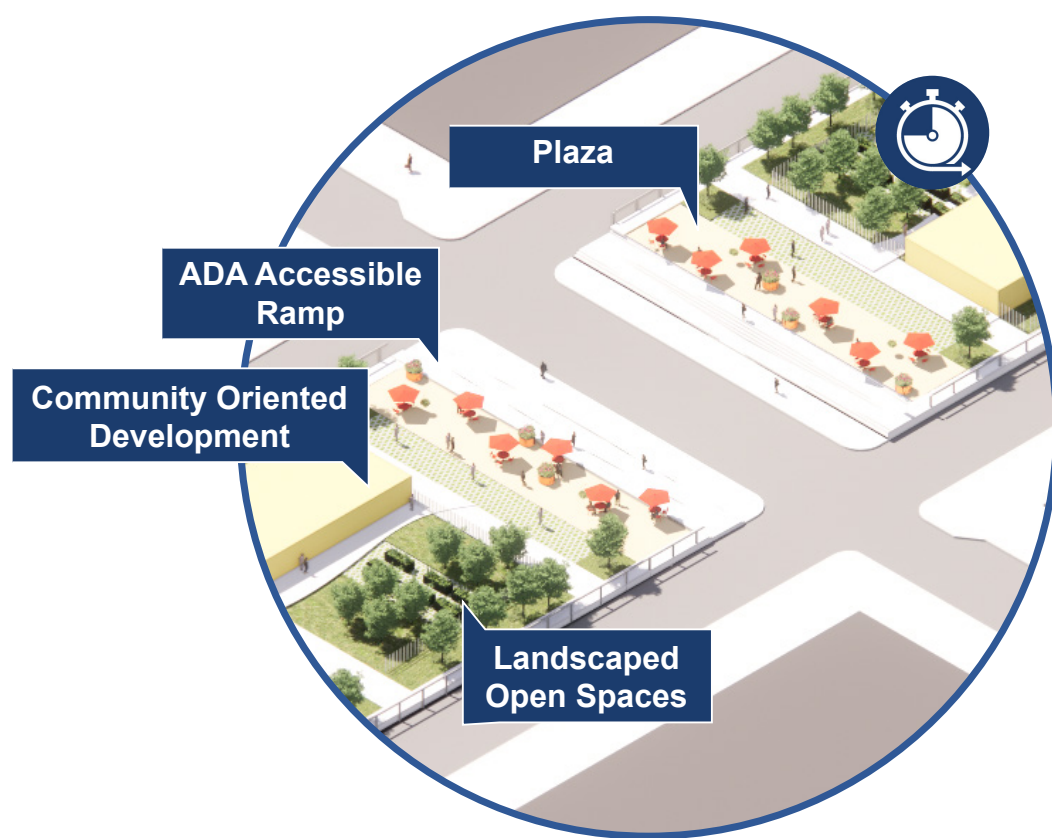 Plaza
ADA Accessible
Ramp
Community Oriented
Development
Landscaped
Open Spaces